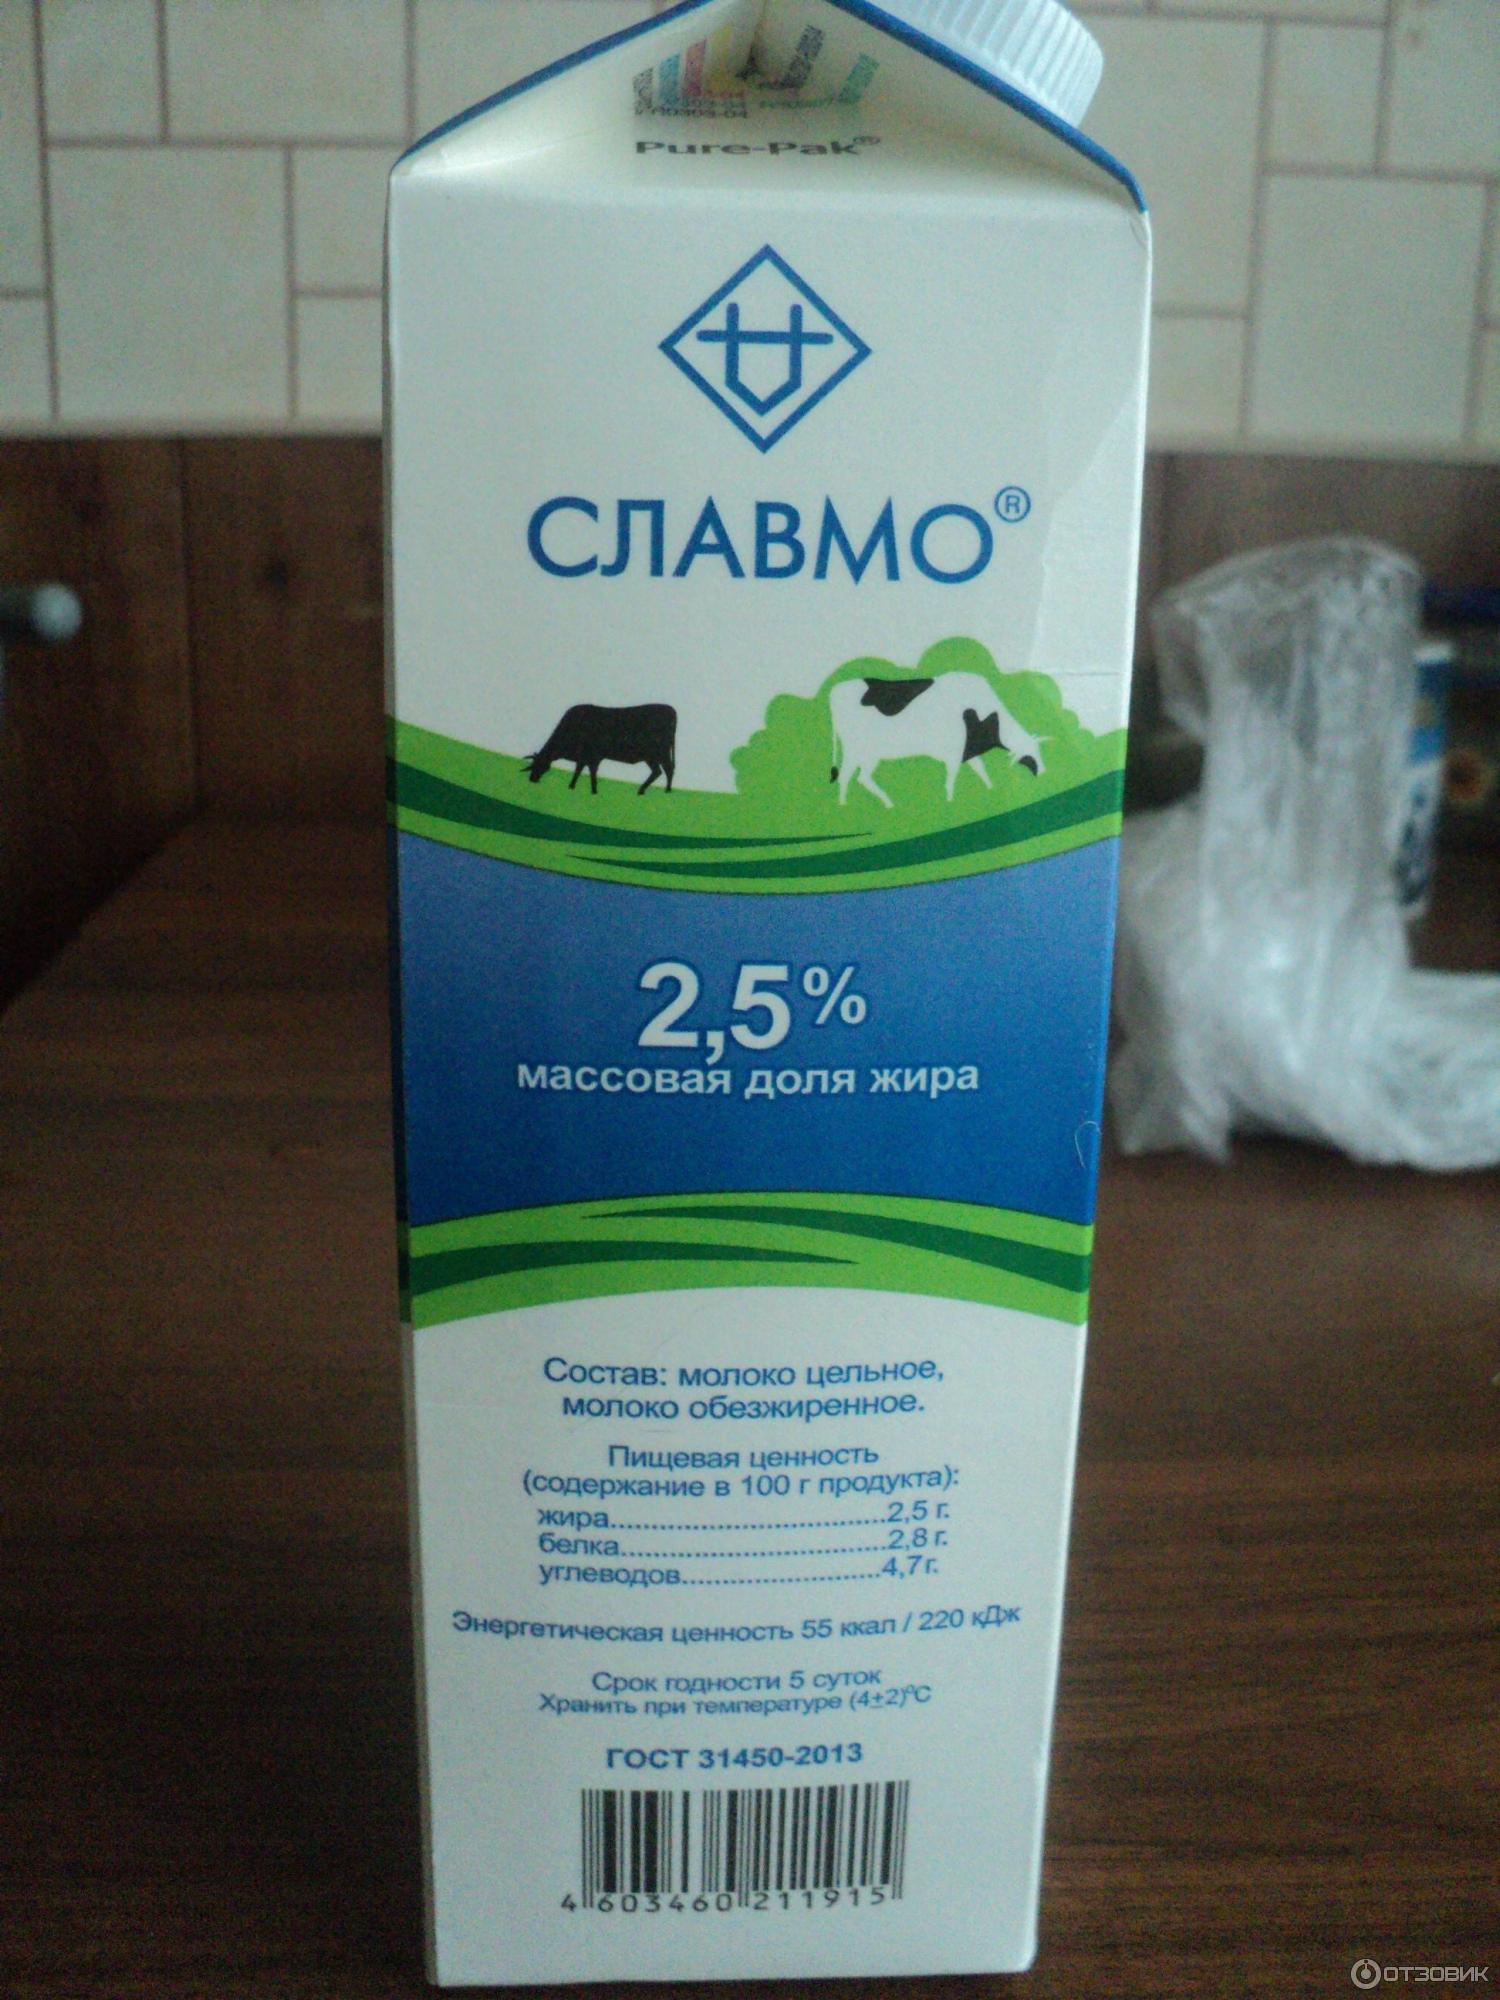 Pure-Pak®
СЛАВМО®
2,5%
массовая доля жира
Состав: молоко цельное,
молоко обезжиренное.
Пищевая ценность
(содержание в 100 г продукта):
жира..................................2,5 г.
белка.................................2,8 г.
углеводов.........................4,7г.
Энергетическая ценность 55 ккал / 220 кДж
Срок годности 5 суток
Хранить при температуре (4±2)⁰С
ГОСТ 31450-2013
4 603460 211915
ОТЗОВИК